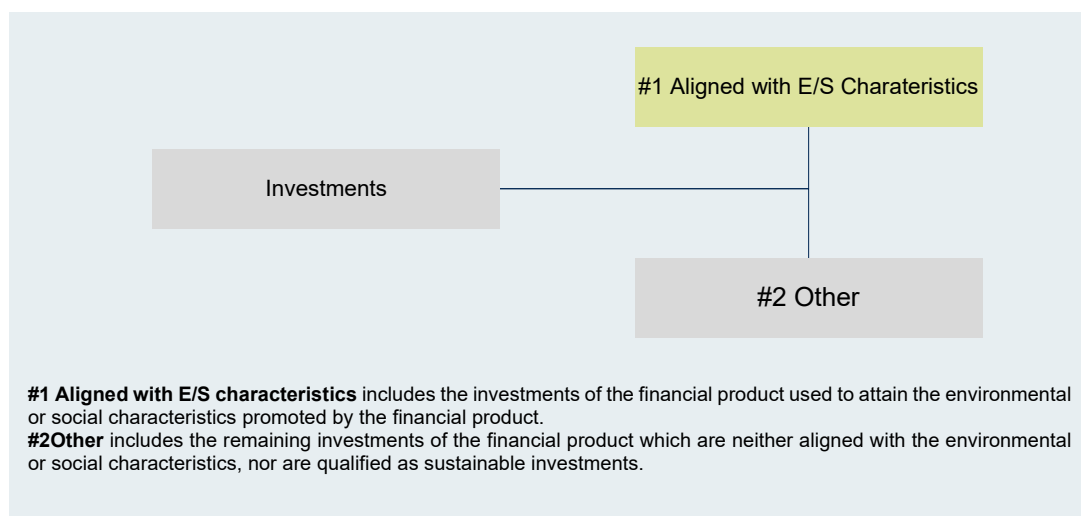 #1 Aligned with E/S Charateristics
Investments
#2 Other
#1 Aligned with E/S characteristics includes the investments of the financial product used to attain the environmental
or social characteristics promoted by the financial product.
#2Other includes the remaining investments of the financial product which are neither aligned with the environmental
or social characteristics, nor are qualified as sustainable investments.